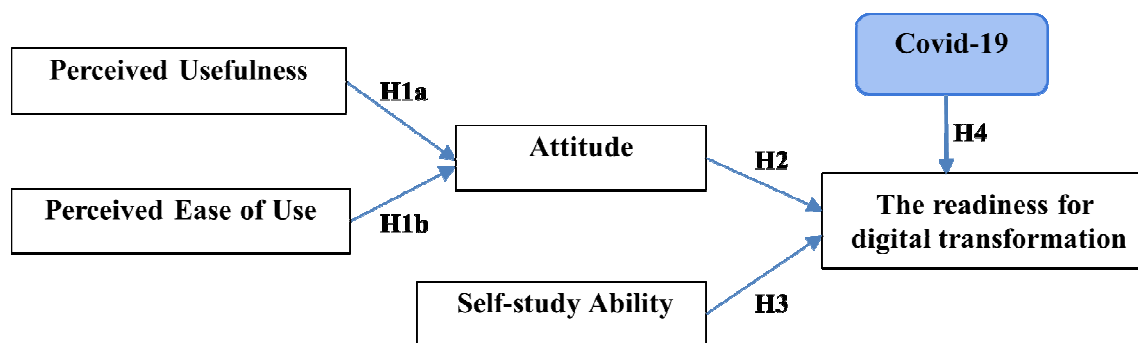 Covid-19
Perceived Usefulness
H1a
H4
Attitude
H2
Perceived Ease of Use
H1b
The readiness for
digital transformation
Self-study Ability
H3